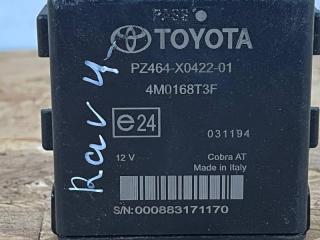 TOYOTA
PZ464-X0422-01
4M0168T3F
e24
031194
12 V
Cobra AT
Made in Italy
S/N:000883171170
Rav 4